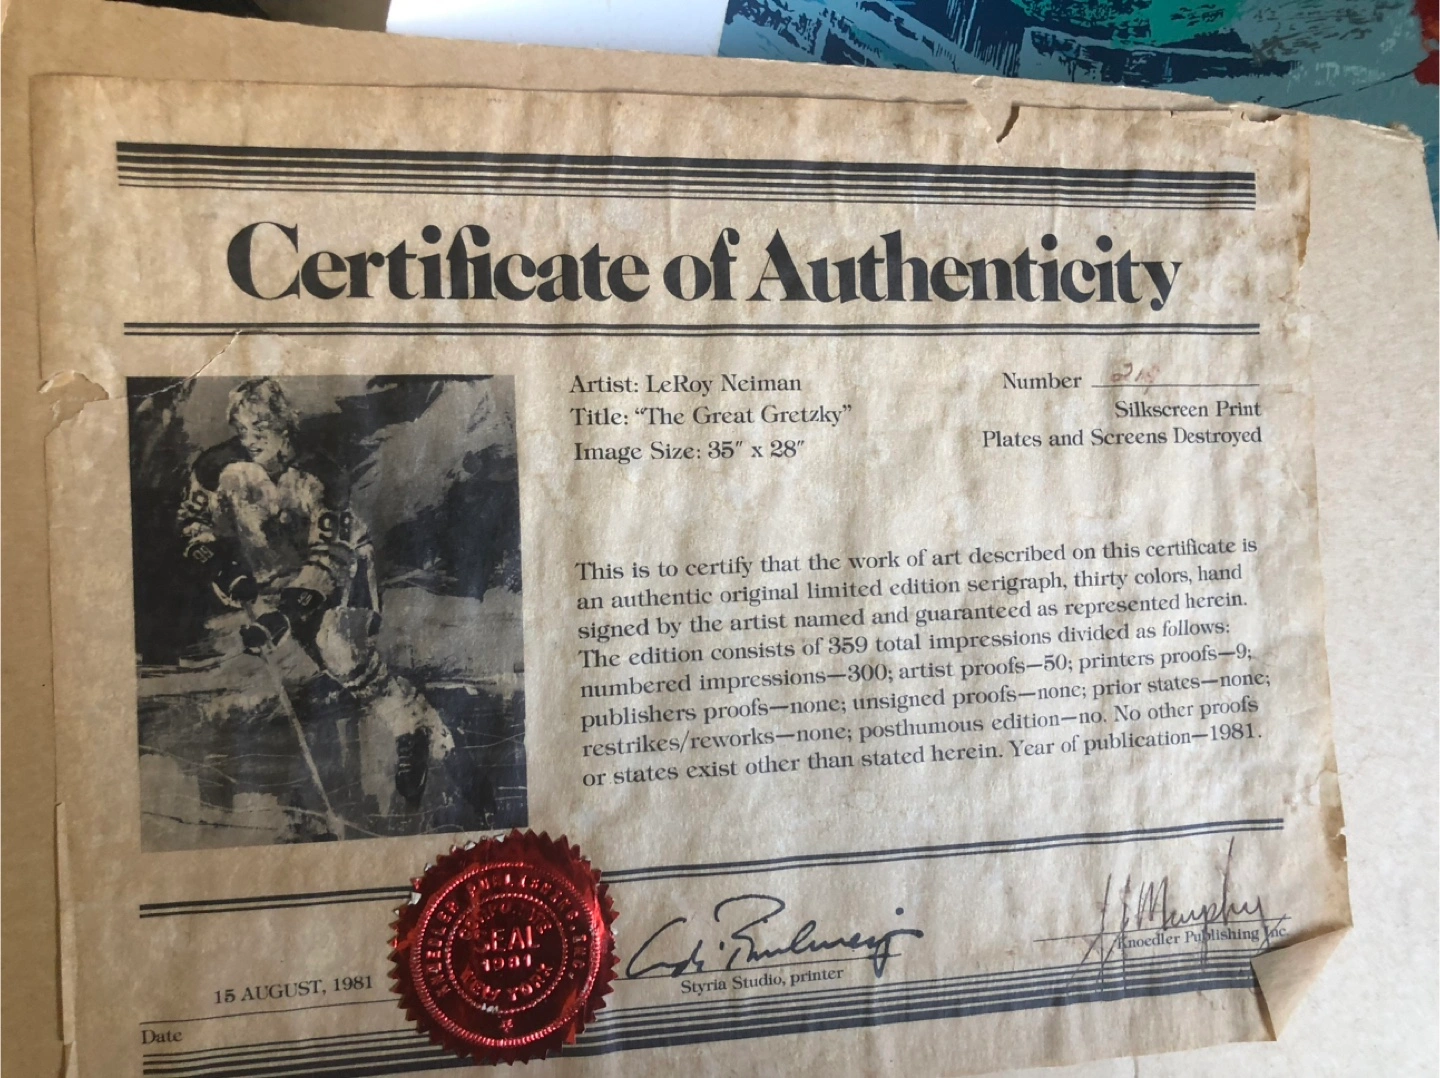 Certificate of Authenticity
Artist: LeRoy Neiman
Title: “The Great Gretzky”
Image Size: 35″ x 28″
Number
Silkscreen Print
Plates and Screens Destroyed
This is to certify that the work of art described on this certificate is
an authentic original limited edition serigraph, thirty colors, hand
signed by the artist named and guaranteed as represented herein.
The edition consists of 359 total impressions divided as follows:
numbered impressions—300; artist proofs—50; printers proofs—9;
publishers proofs—none; unsigned proofs—none; prior states—none;
restrikes/reworks—none; posthumous edition—no. No other proofs
or states exist other than stated herein. Year of publication—1981.
15 AUGUST, 1981
Date
KNOEDLER PUBLISHING, INC.
SEAL
1981
NEW YORK
Styria Studio, printer
Murphy
Knoedler Publishing Inc.